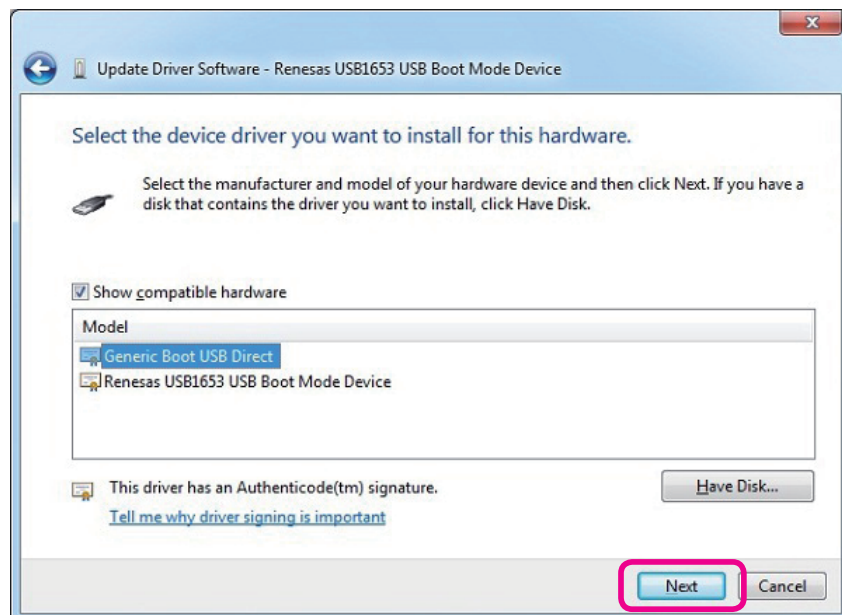 Update Driver Software - Renesas USB1653 USB Boot Mode Device
Select the device driver you want to install for this hardware.
Select the manufacturer and model of your hardware device and then click Next. If you have a
disk that contains the driver you want to install, click Have Disk.
Show compatible hardware
Model
Generic Boot USB Direct
Renesas USB1653 USB Boot Mode Device
This driver has an Authenticode(tm) signature.
Have Disk...
Tell me why driver signing is important
Next
Cancel